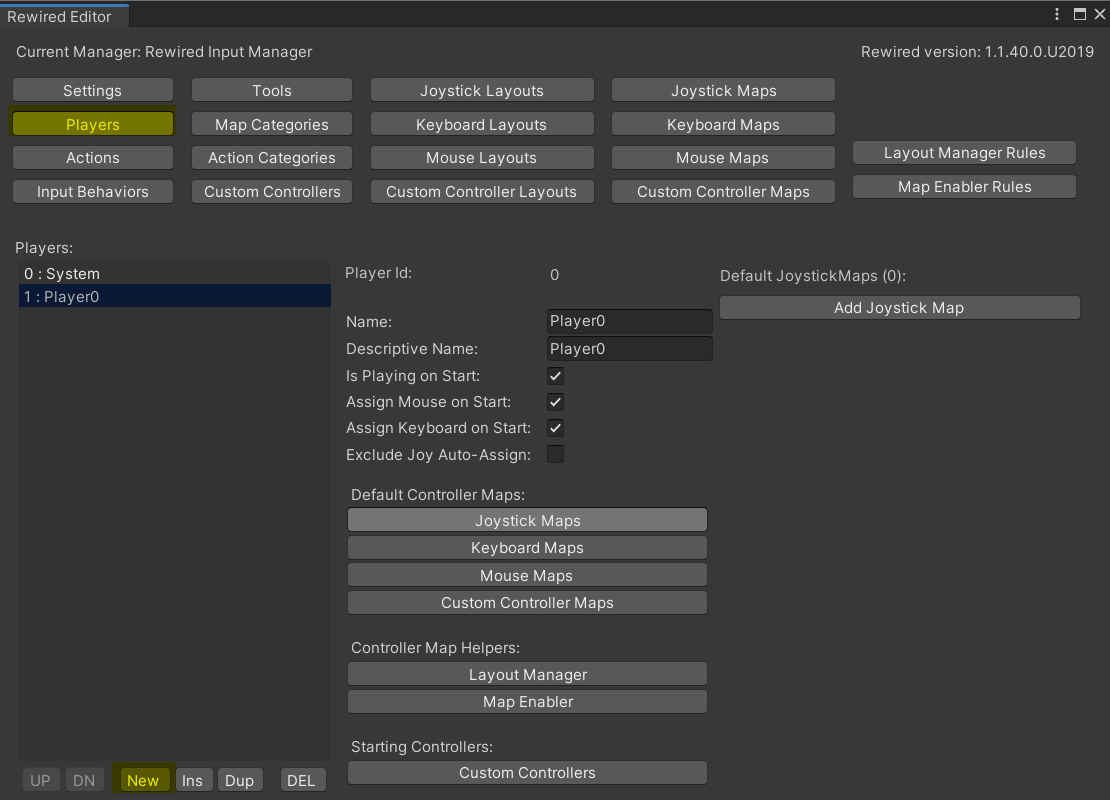 Rewired Editor
Current Manager: Rewired Input Manager Rewired version: 1.1.40.0.U2019
Settings Tools Joystick Layouts Joystick Maps
Players Map Categories Keyboard Layouts Keyboard Maps
Actions Action Categories Mouse Layouts Mouse Maps Layout Manager Rules
Input Behaviors Custom Controllers Custom Controller Layouts Custom Controller Maps Map Enabler Rules
Players:
0 : System
1 : Player0
UP DN New Ins Dup DEL
Player Id: 0
Name: Player0
Descriptive Name: Player0
Is Playing on Start:
Assign Mouse on Start:
Assign Keyboard on Start:
Exclude Joy Auto-Assign:
Default Controller Maps:
Joystick Maps
Keyboard Maps
Mouse Maps
Custom Controller Maps
Controller Map Helpers:
Layout Manager
Map Enabler
Starting Controllers:
Custom Controllers
Default JoystickMaps (0):
Add Joystick Map